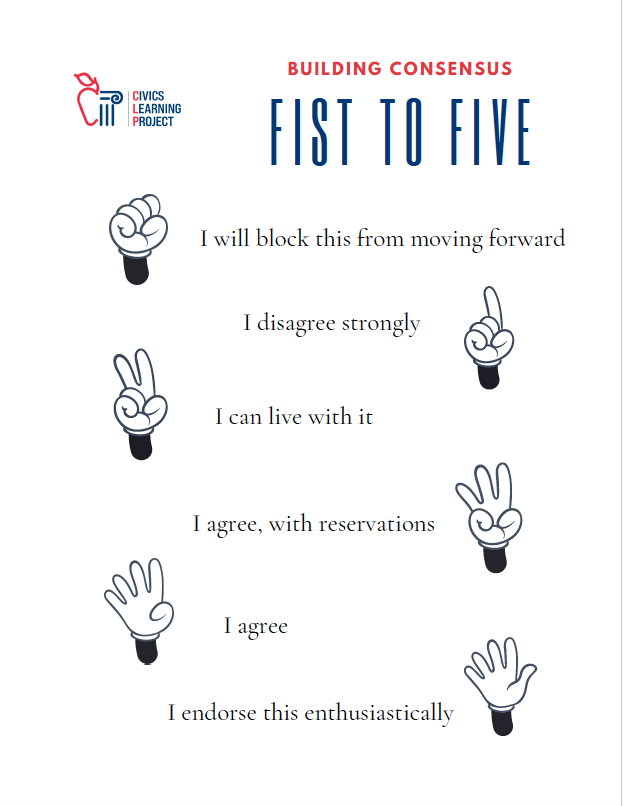 CIVICS
LEARNING
PROJECT
BUILDING CONSENSUS
FIST TO FIVE
I will block this from moving forward
I disagree strongly
I can live with it
I agree, with reservations
I agree
I endorse this enthusiastically